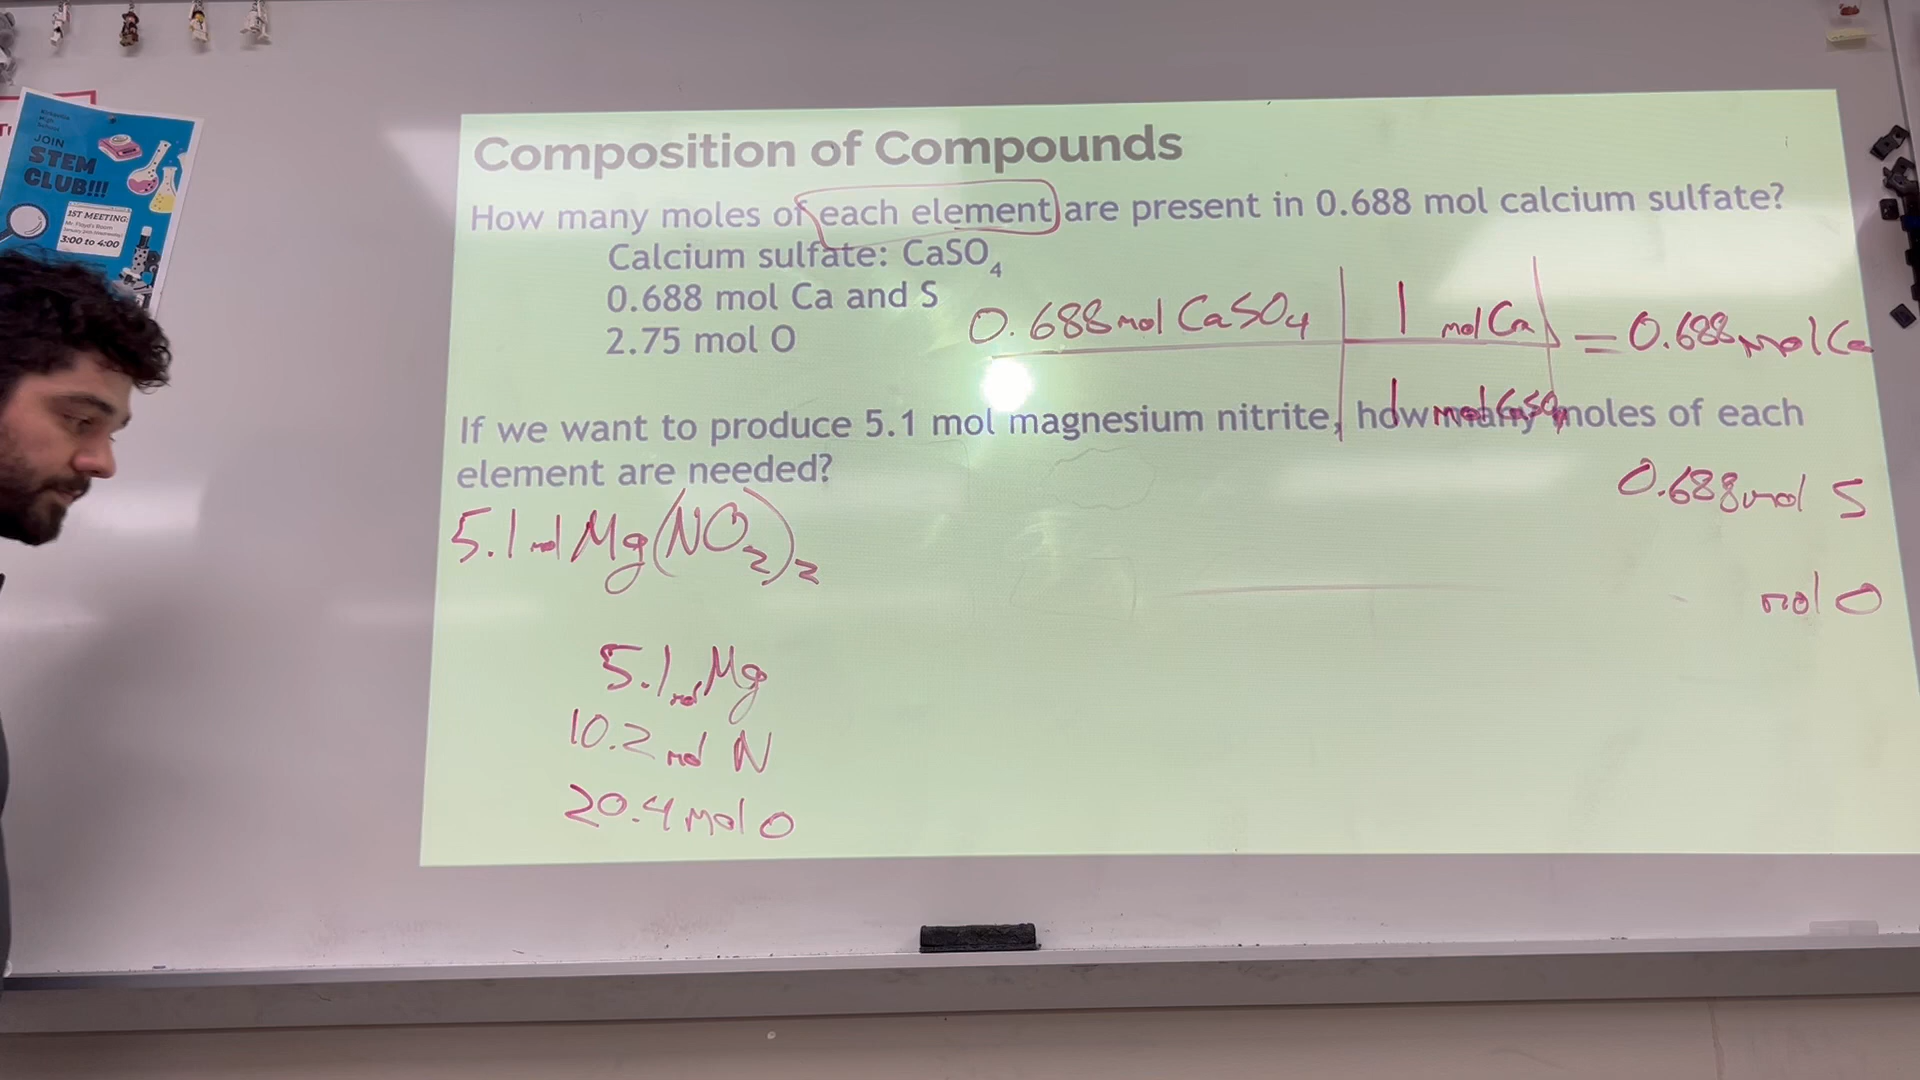 JOIN
STEM
CLUB!!!
1ST MEETING:
Mr. Floyd's Room
3:00 to 4:00
Composition of Compounds
How many moles of each element are present in 0.688 mol calcium sulfate?
Calcium sulfate: CaSO₄
0.688 mol Ca and S
2.75 mol O
0.688 mol CaSO₄ | 1 mol Ca = 0.688 mol Ca
1 mol CaSO₄
If we want to produce 5.1 mol magnesium nitrite, how many moles of each
element are needed?
0.688 mol S
5.1 mol Mg(NO₂)₂
mol O
5.1 mol Mg
10.2 mol N
20.4 mol O